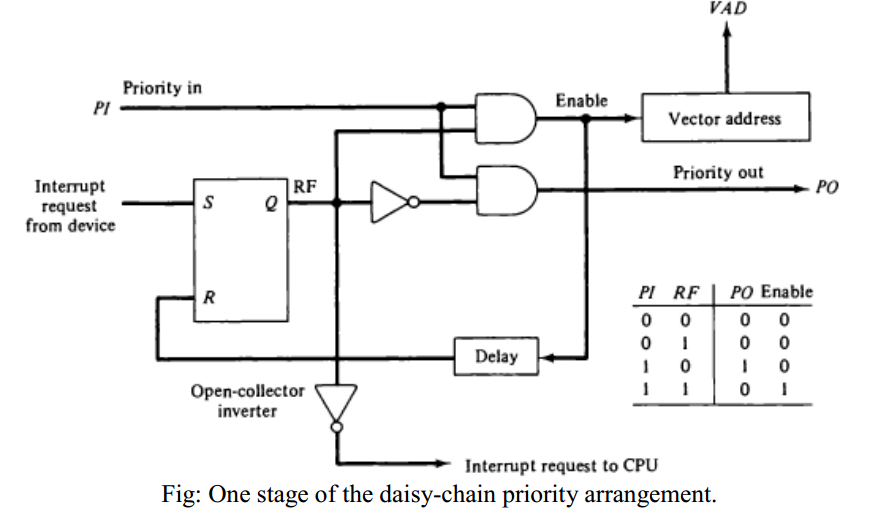 VAD
Priority in
PI
Enable
Vector address
Priority out
PO
Interrupt
request
from device
S
Q
RF
R
PI RF PO Enable
0 0 0 0
0 1 0 0
1 0 1 0
1 1 0 1
Delay
Open-collector
inverter
Interrupt request to CPU
Fig: One stage of the daisy-chain priority arrangement.